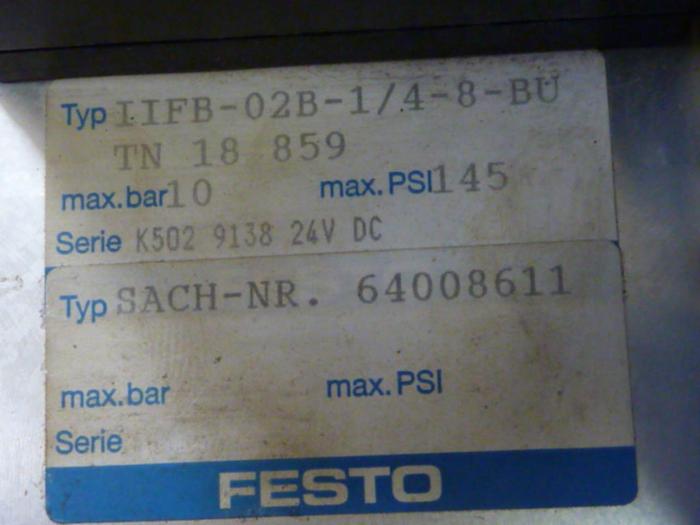 Typ IIFB-02B-1/4-8-BU
TN 18 859
max.bar 10 max.PSI 145
Serie K502 9138 24V DC
Typ SACH-NR. 64008611
max.bar max.PSI
Serie
FESTO